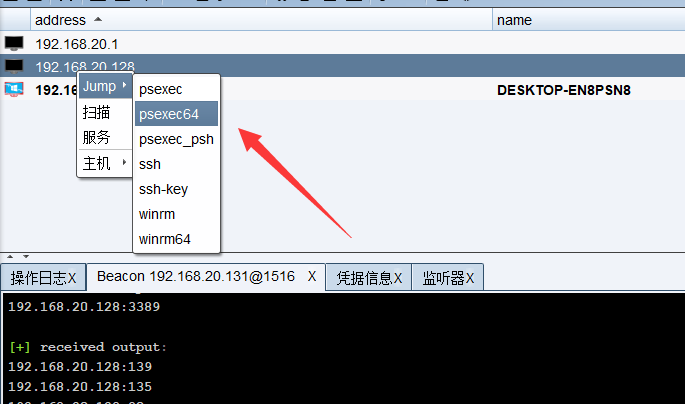 address name
192.168.20.1
192.168.20.128
192.16 DESKTOP-EN8PSN8
Jump
扫描
服务
主机
psexec
psexec64
psexec_psh
ssh
ssh-key
winrm
winrm64
操作日志X Beacon 192.168.20.131@1516 X 凭据信息X 监听器X
192.168.20.128:3389
[+] received output:
192.168.20.128:139
192.168.20.128:135